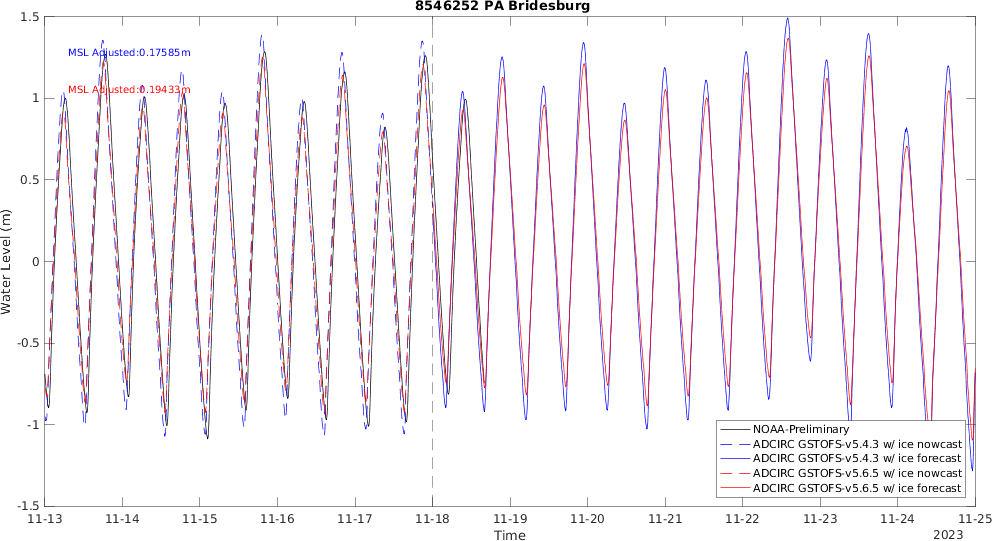 8546252 PA Bridesburg
1.5
MSL Adjusted:0.17585m
MSL Adjusted:0.19433m
1
0.5
0
-0.5
-1
-1.5
Water Level (m)
NOAA-Preliminary
ADCIRC GSTOFS-v5.4.3 w/ ice nowcast
ADCIRC GSTOFS-v5.4.3 w/ ice forecast
ADCIRC GSTOFS-v5.6.5 w/ ice nowcast
ADCIRC GSTOFS-v5.6.5 w/ ice forecast
11-13 11-14 11-15 11-16 11-17 11-18 11-19 11-20 11-21 11-22 11-23 11-24 11-25
Time
2023